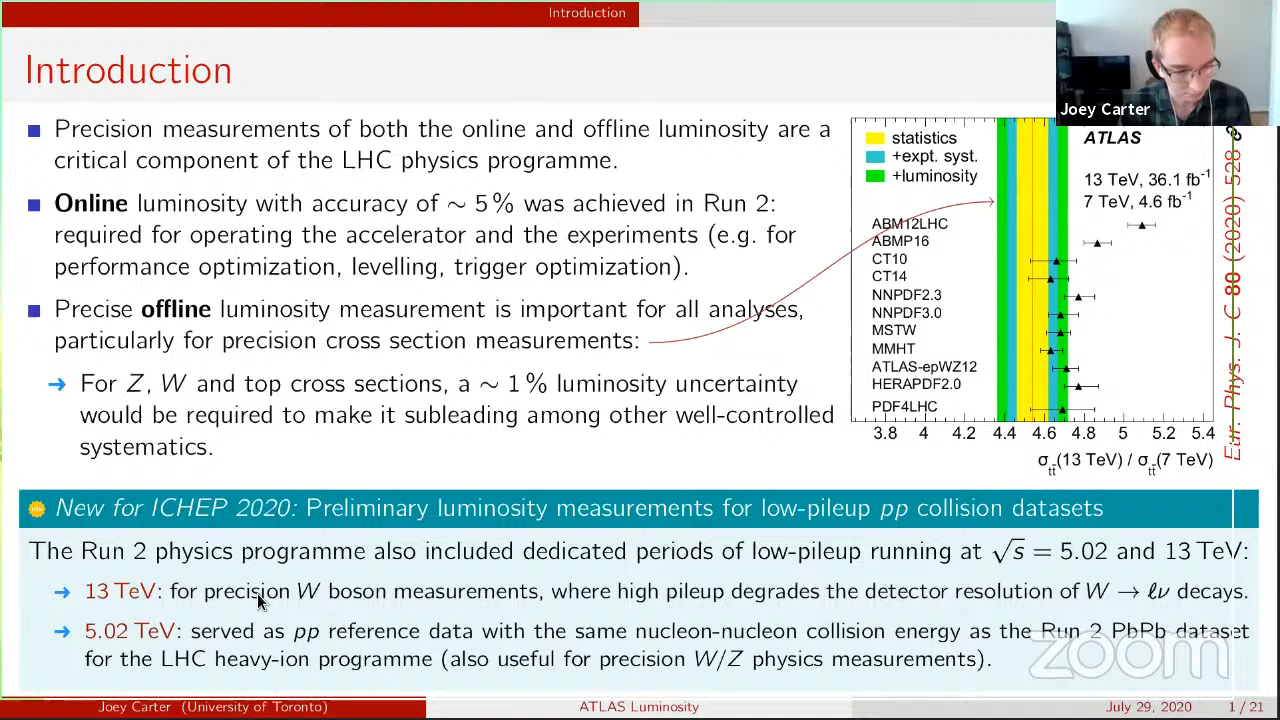 Introduction
Introduction
Joey Carter
Precision measurements of both the online and offline luminosity are a
critical component of the LHC physics programme.
Online luminosity with accuracy of ∼ 5 % was achieved in Run 2:
required for operating the accelerator and the experiments (e.g. for
performance optimization, levelling, trigger optimization).
Precise offline luminosity measurement is important for all analyses,
particularly for precision cross section measurements:
➜ For Z, W and top cross sections, a ∼ 1 % luminosity uncertainty
would be required to make it subleading among other well-controlled
systematics.
statistics
+expt. syst.
+luminosity
ATLAS
13 TeV, 36.1 fb⁻¹
7 TeV, 4.6 fb⁻¹
ABM12LHC
ABMP16
CT10
CT14
NNPDF2.3
NNPDF3.0
MSTW
MMHT
ATLAS-epWZ12
HERAPDF2.0
PDF4LHC
3.8 4 4.2 4.4 4.6 4.8 5 5.2 5.4
σtt̄(13 TeV) / σtt̄(7 TeV)
Eur. Phys. J. C 80 (2020) 528
New for ICHEP 2020: Preliminary luminosity measurements for low-pileup pp collision datasets
The Run 2 physics programme also included dedicated periods of low-pileup running at √s = 5.02 and 13 TeV:
➜ 13 TeV: for precision W boson measurements, where high pileup degrades the detector resolution of W → ℓν decays.
➜ 5.02 TeV: served as pp reference data with the same nucleon-nucleon collision energy as the Run 2 PbPb dataset
for the LHC heavy-ion programme (also useful for precision W/Z physics measurements).
zoom
Joey Carter (University of Toronto) ATLAS Luminosity July 29, 2020 1 / 21